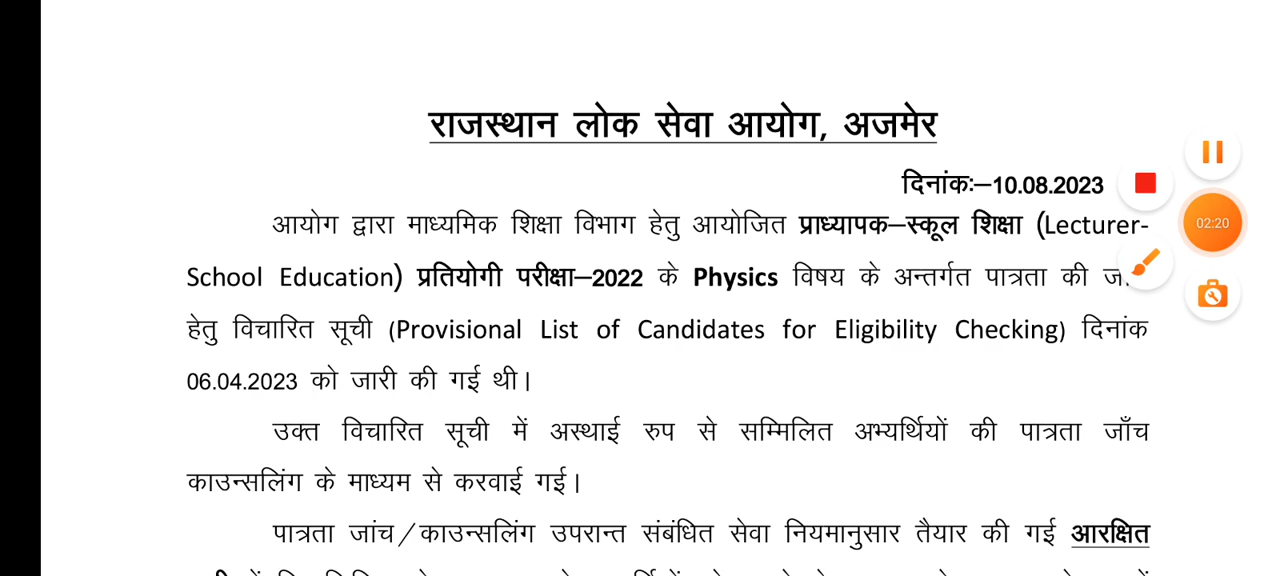 राजस्थान लोक सेवा आयोग, अजमेर
दिनांकः–10.08.2023
आयोग द्वारा माध्यमिक शिक्षा विभाग हेतु आयोजित प्राध्यापक–स्कूल शिक्षा (Lecturer-
School Education) प्रतियोगी परीक्षा–2022 के Physics विषय के अन्तर्गत पात्रता की
हेतु विचारित सूची (Provisional List of Candidates for Eligibility Checking) दिनांक
06.04.2023 को जारी की गई थी।
उक्त विचारित सूची में अस्थाई रुप से सम्मिलित अभ्यर्थियों की पात्रता जाँच
काउन्सलिंग के माध्यम से करवाई गई।
पात्रता जांच/काउन्सलिंग उपरान्त संबंधित सेवा नियमानुसार तैयार की गई आरक्षित
02:20